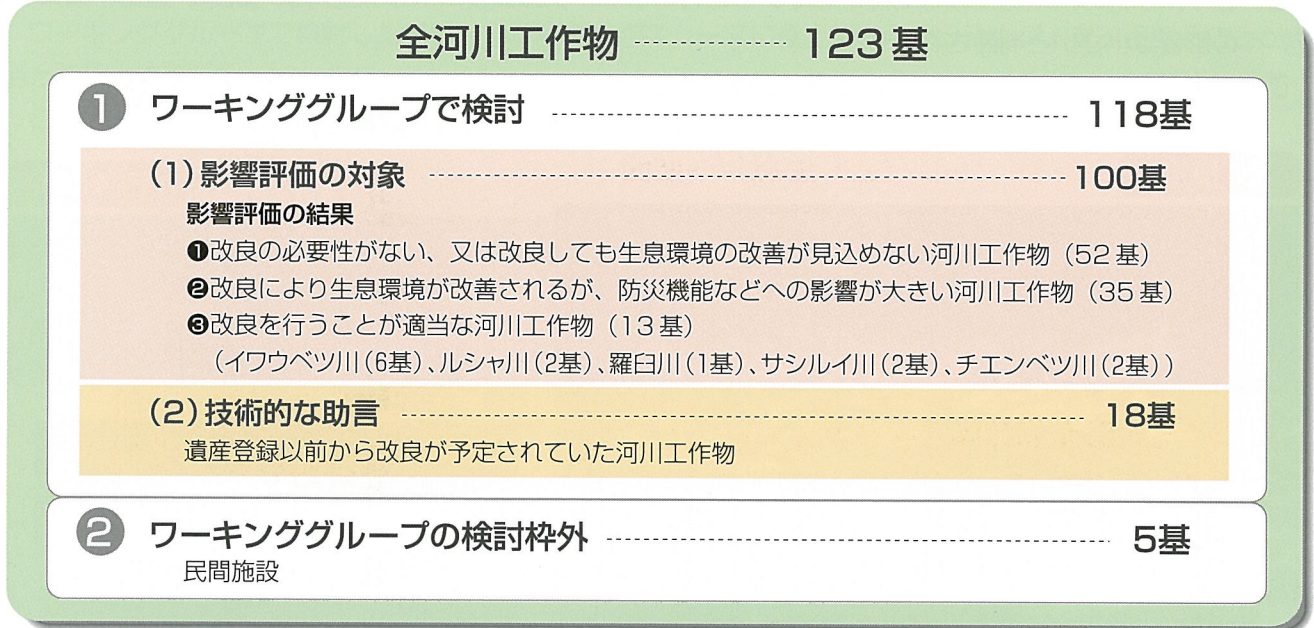 全河川工作物 ………… 123基
❶ ワーキンググループで検討 ………… 118基
(1)影響評価の対象 ………… 100基
影響評価の結果
❶改良の必要性がない、又は改良しても生息環境の改善が見込めない河川工作物（52基）
❷改良により生息環境が改善されるが、防災機能などへの影響が大きい河川工作物（35基）
❸改良を行うことが適当な河川工作物（13基）
（イワウベツ川(6基)、ルシャ川(2基)、羅臼川(1基)、サシルイ川(2基)、チエンベツ川(2基)）
(2)技術的な助言 ………… 18基
遺産登録以前から改良が予定されていた河川工作物
❷ ワーキンググループの検討枠外 ………… 5基
民間施設